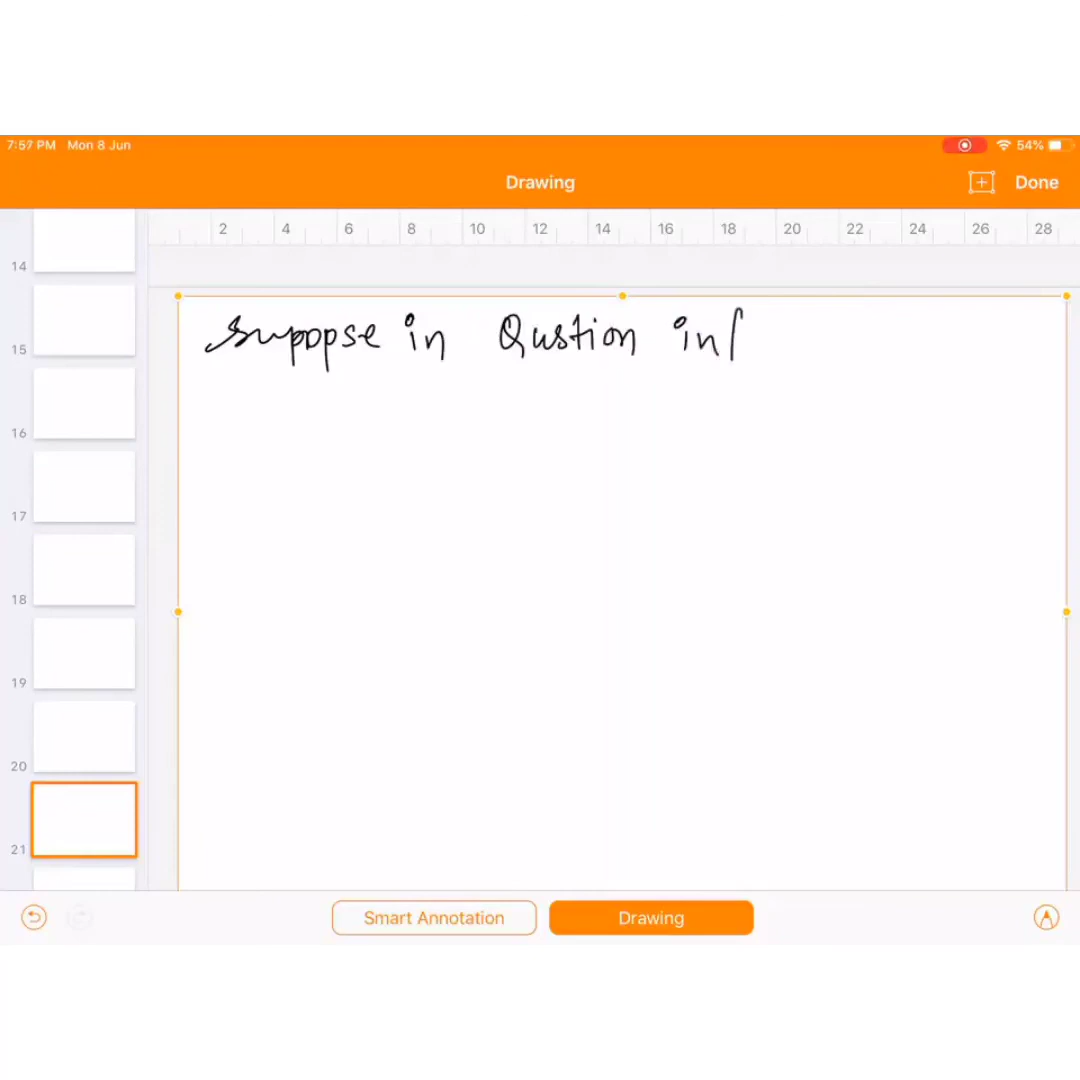 7:57 PM Mon 8 Jun 54%
Drawing Done
2 4 6 8 10 12 14 16 18 20 22 24 26 28
suppopse in Qustion in
14
15
16
17
18
19
20
21
Smart Annotation Drawing